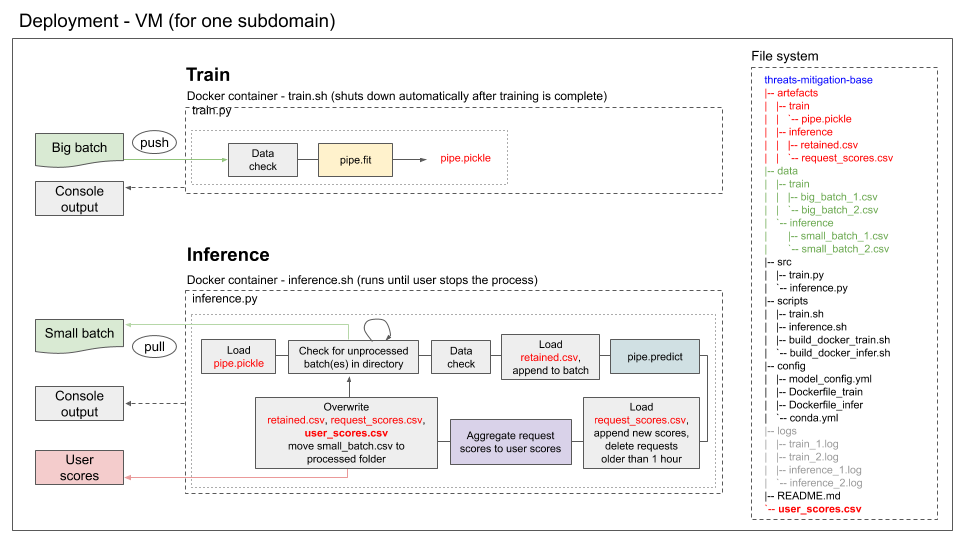 Deployment - VM (for one subdomain)
Train
Docker container - train.sh (shuts down automatically after training is complete)
train.py
Big batch
push
Data
check
pipe.fit
pipe.pickle
Console
output
Inference
Docker container - inference.sh (runs until user stops the process)
inference.py
Small batch
pull
Load
pipe.pickle
Check for unprocessed
batch(es) in directory
Data
check
Load
retained.csv,
append to batch
pipe.predict
Console
output
Overwrite
retained.csv, request_scores.csv,
user_scores.csv
move small_batch.csv to
processed folder
Aggregate request
scores to user scores
Load
request_scores.csv,
append new scores,
delete requests
older than 1 hour
User
scores
File system
threats-mitigation-base
|-- artefacts
|   |-- train
|   |   `-- pipe.pickle
|   |-- inference
|       |-- retained.csv
|       `-- request_scores.csv
|-- data
|   |-- train
|   |   |-- big_batch_1.csv
|   |   `-- big_batch_2.csv
|   `-- inference
|       |-- small_batch_1.csv
|       `-- small_batch_2.csv
|-- src
|   |-- train.py
|   `-- inference.py
|-- scripts
|   |-- train.sh
|   |-- inference.sh
|   |-- build_docker_train.sh
|   `-- build_docker_infer.sh
|-- config
|   |-- model_config.yml
|   |-- Dockerfile_train
|   |-- Dockerfile_infer
|   `-- conda.yml
|-- logs
|   |-- train_1.log
|   |-- train_2.log
|   |-- inference_1.log
|   `-- inference_2.log
|-- README.md
`-- user_scores.csv